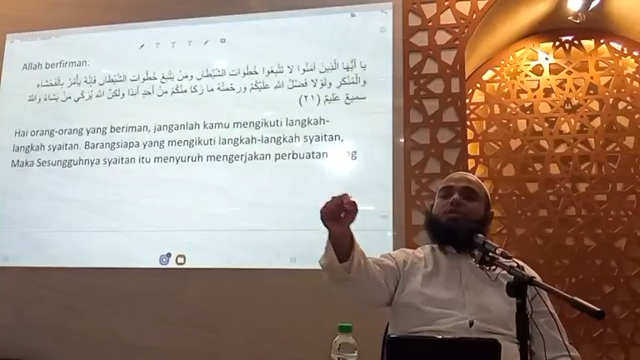 Allah berfirman:
يَا أَيُّهَا الَّذِينَ آمَنُوا لَا تَتَّبِعُوا خُطُوَاتِ الشَّيْطَانِ وَمَنْ يَتَّبِعْ خُطُوَاتِ الشَّيْطَانِ فَإِنَّهُ يَأْمُرُ بِالْفَحْشَاءِ
وَالْمُنْكَرِ وَلَوْلَا فَضْلُ اللَّهِ عَلَيْكُمْ وَرَحْمَتُهُ مَا زَكَا مِنْكُمْ مِنْ أَحَدٍ أَبَدًا وَلَكِنَّ اللَّهَ يُزَكِّي مَنْ يَشَاءُ وَاللَّهُ
سَمِيعٌ عَلِيمٌ (٢١)
Hai orang-orang yang beriman, janganlah kamu mengikuti langkah-
langkah syaitan. Barangsiapa yang mengikuti langkah-langkah syaitan,
Maka Sesungguhnya syaitan itu menyuruh mengerjakan perbuatan